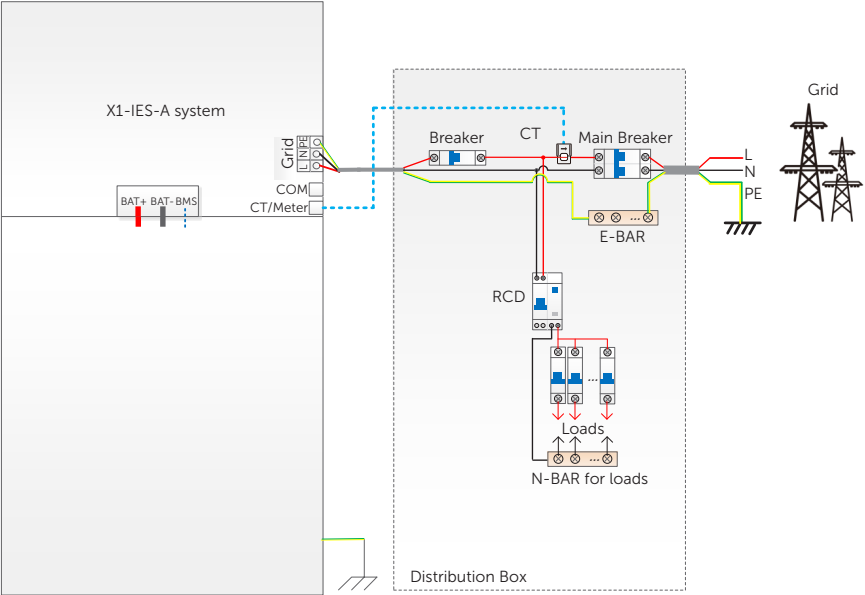 X1-IES-A system
Grid
L N PE
COM
CT/Meter
BAT+ BAT- BMS
Breaker
CT
Main Breaker
E-BAR
RCD
...
Loads
...
N-BAR for loads
Distribution Box
Grid
L
N
PE